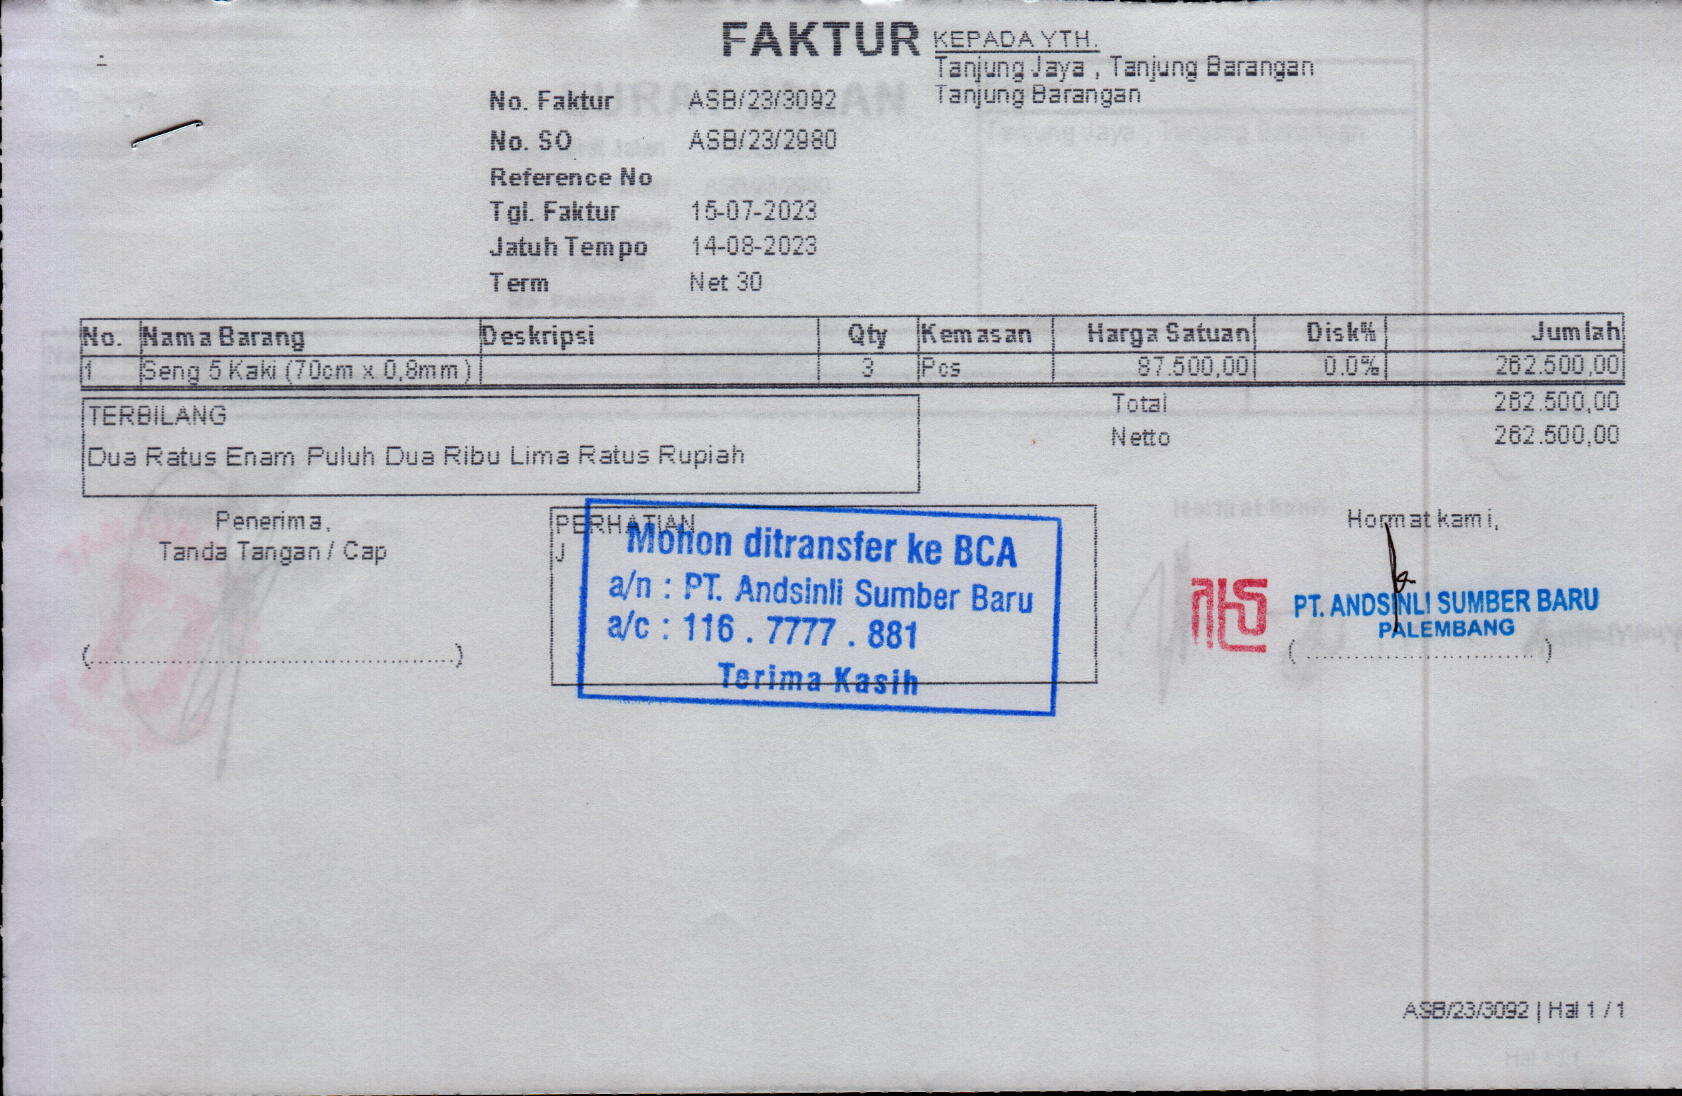 FAKTUR
KEPADA YTH.
Tanjung Jaya , Tanjung Barangan
Tanjung Barangan
No. Faktur ASB/23/3092
No. SO ASB/23/2980
Reference No
Tgl. Faktur 15-07-2023
Jatuh Tempo 14-08-2023
Term Net 30
No. Nama Barang Deskripsi Qty Kemasan Harga Satuan Disk% Jumlah
1 Seng 5 Kaki (70cm x 0,8mm) 3 Pcs 87.500,00 0.0% 262.500,00
Total 262.500,00
Netto 262.500,00
TERBILANG
Dua Ratus Enam Puluh Dua Ribu Lima Ratus Rupiah
Penerima,
Tanda Tangan / Cap
(................................................)
PERHATIAN
J
Mohon ditransfer ke BCA
a/n : PT. Andsinli Sumber Baru
a/c : 116 . 7777 . 881
Terima Kasih
Hormat kami,
PT. ANDSINLI SUMBER BARU
PALEMBANG
(................................)
ASB/23/3092 | Hal 1 / 1